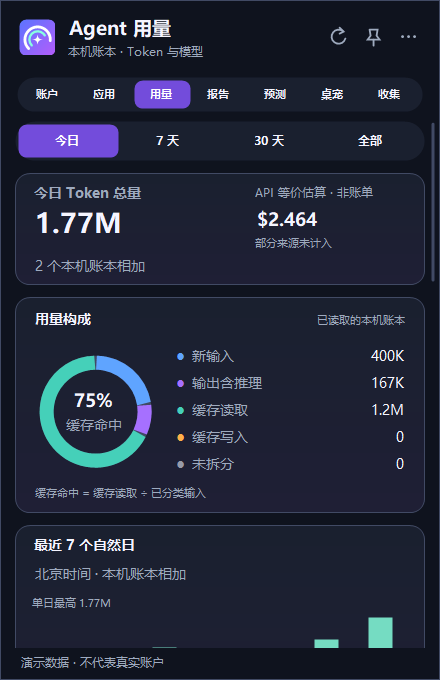 Agent 用量
本机账本 · Token 与模型
账户 应用 用量 报告 预测 桌宠 收集
今日 7 天 30 天 全部
今日 Token 总量
1.77M
2 个本机账本相加
API 等价估算 · 非账单
$2.464
部分来源未计入
用量构成 已读取的本机账本
75%
缓存命中
新输入 400K
输出含推理 167K
缓存读取 1.2M
缓存写入 0
未拆分 0
缓存命中 = 缓存读取 ÷ 已分类输入
最近 7 个自然日
北京时间 · 本机账本相加
单日最高 1.77M
演示数据 · 不代表真实账户